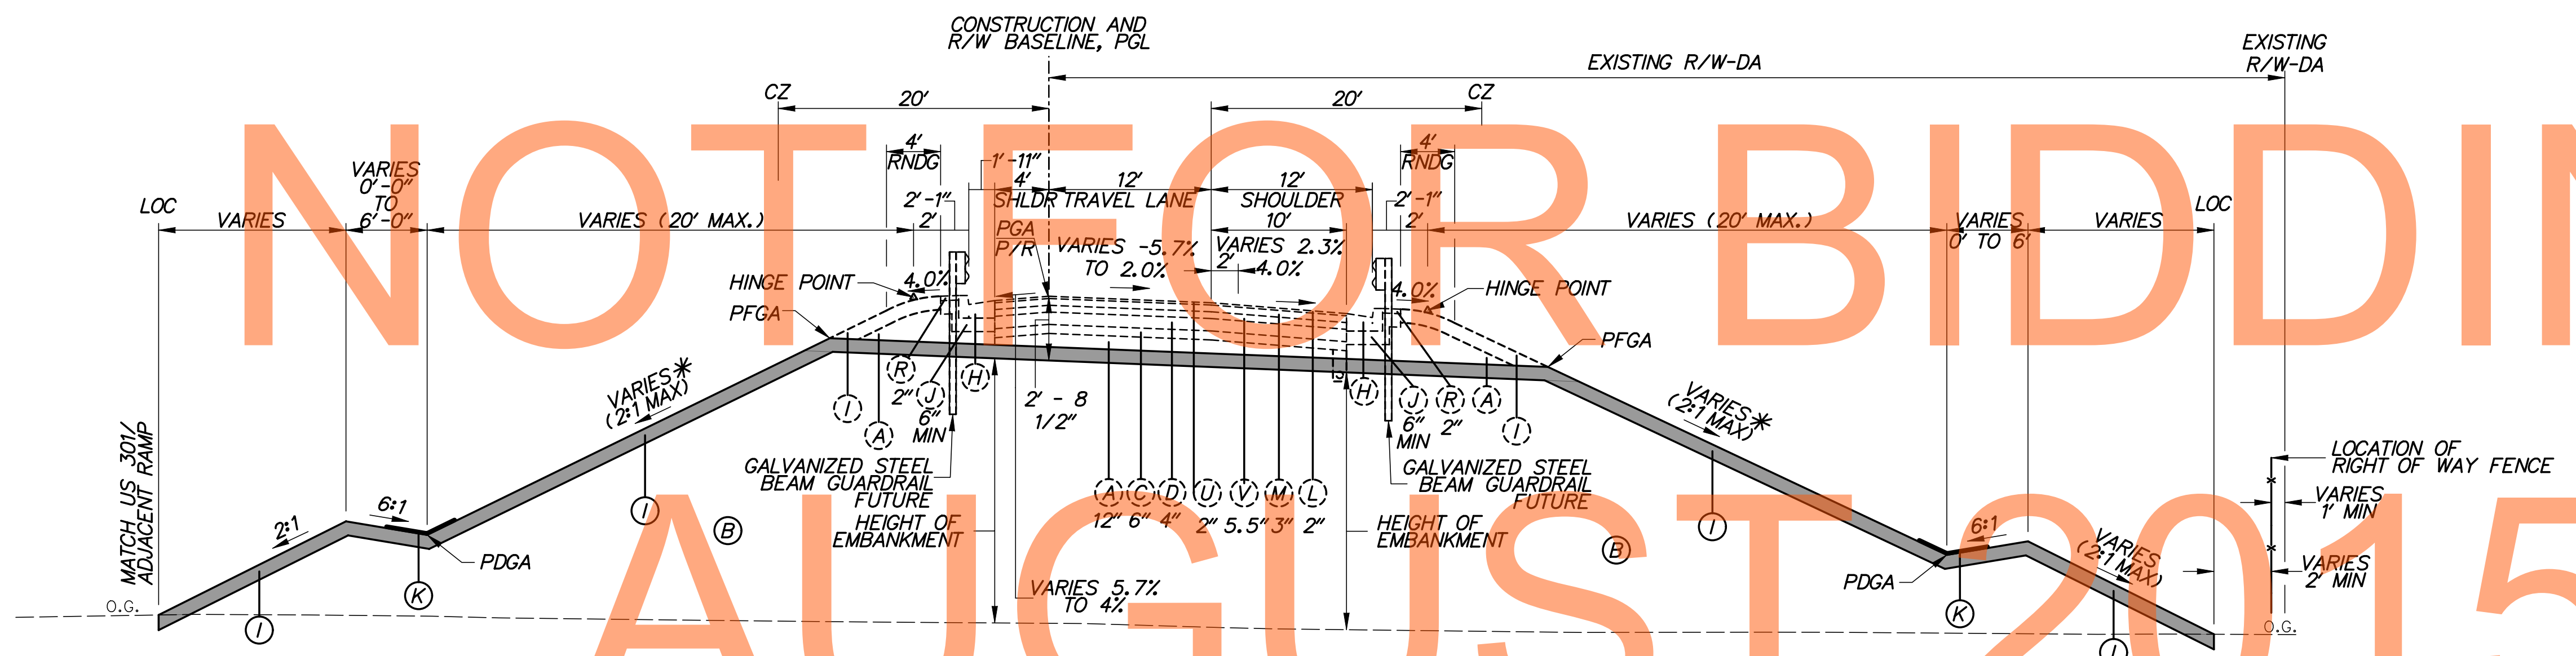 CONSTRUCTION AND
R/W BASELINE, PGL
EXISTING R/W-DA
EXISTING
R/W-DA
CZ
20'
20'
CZ
4'
RNDG
1'-11"
4'
12'
12'
4'
RNDG
SHLDR
TRAVEL LANE
SHOULDER
2'-1"
2'
10'
2'-1"
2'
LOC
VARIES
VARIES
0'-0"
TO
6'-0"
VARIES (20' MAX.)
VARIES (20' MAX.)
VARIES
0' TO 6'
VARIES
LOC
PGA
P/R
VARIES -5.7%
TO 2.0%
VARIES 2.3%
2'
4.0%
HINGE POINT
4.0%
4.0%
HINGE POINT
PFGA
PFGA
VARIES*
(2:1 MAX)
VARIES*
(2:1 MAX)
R
2"
J
6"
MIN
H
I
A
2' - 8
1/2"
H
J
6"
MIN
R
2"
A
I
GALVANIZED STEEL
BEAM GUARDRAIL
FUTURE
GALVANIZED STEEL
BEAM GUARDRAIL
FUTURE
A C D U V M L
12" 6" 4" 2" 5.5" 3" 2"
HEIGHT OF
EMBANKMENT
HEIGHT OF
EMBANKMENT
LOCATION OF
RIGHT OF WAY FENCE
VARIES
1' MIN
VARIES
2' MIN
MATCH US 301/
ADJACENT RAMP
2:1
6:1
I
B
PDGA
K
I
VARIES 5.7%
TO 4%
B
I
6:1
PDGA
K
VARIES
(2:1 MAX)
I
O.G.
O.G.
NOT FOR BIDDIN
AUGUST 2015